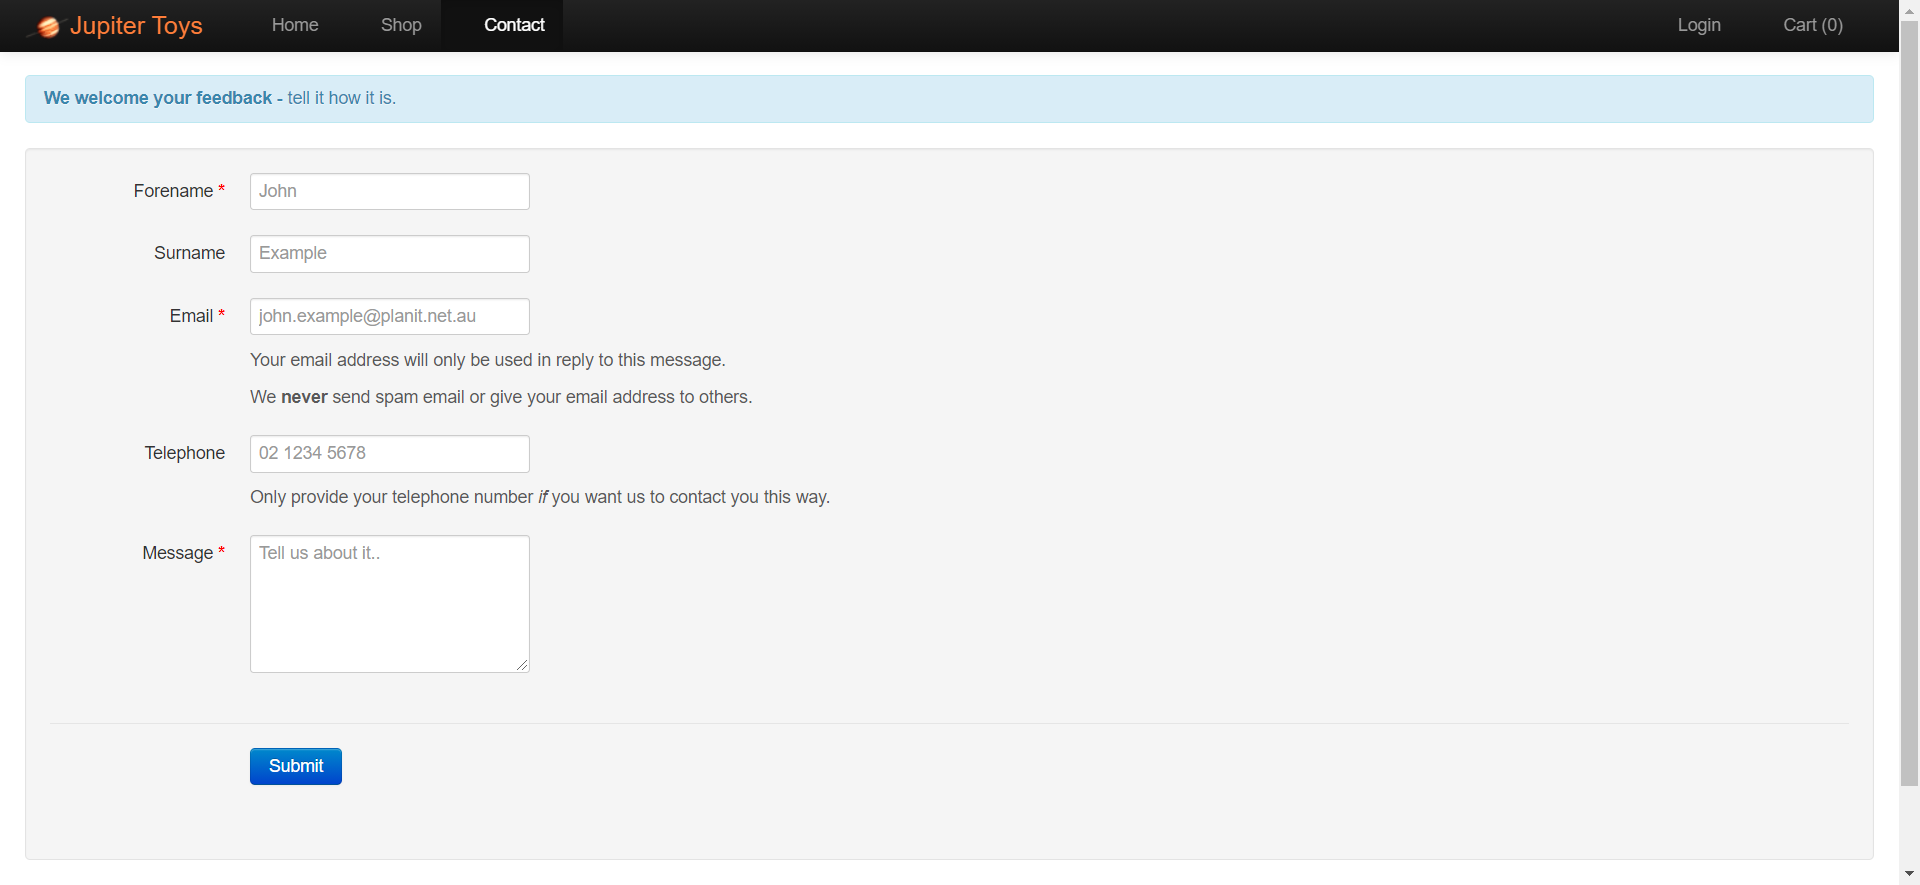 Jupiter Toys Home Shop Contact Login Cart (0)
We welcome your feedback - tell it how it is.
Forename * John
Surname Example
Email * john.example@planit.net.au
Your email address will only be used in reply to this message.
We never send spam email or give your email address to others.
Telephone 02 1234 5678
Only provide your telephone number if you want us to contact you this way.
Message * Tell us about it..
Submit